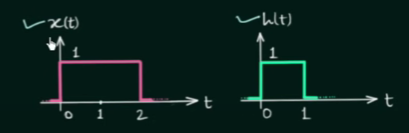 ✓ x(t) ✓ h(t)
1 1
0 1 2 t 0 1 t